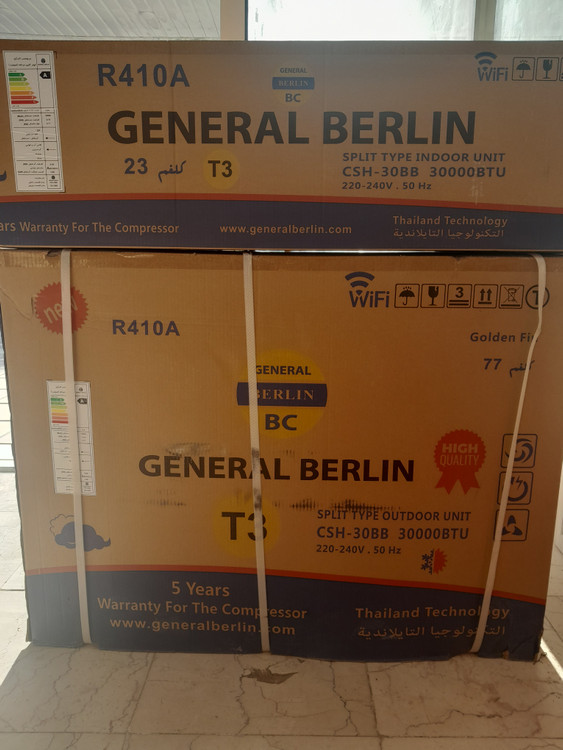 R410A
GENERAL
BERLIN
BC
WiFi
A
GENERAL BERLIN
23 كلغم T3
SPLIT TYPE INDOOR UNIT
CSH-30BB 30000BTU
220-240V . 50 Hz
Warranty For The Compressor
www.generalberlin.com
Thailand Technology
التكنولوجيا التايلاندية
new
WiFi
3
T
R410A
Golden
77
GENERAL
BERLIN
BC
A
GENERAL BERLIN
HIGH
QUALITY
T3
SPLIT TYPE OUTDOOR UNIT
CSH-30BB 30000BTU
220-240V . 50 Hz
5 Years
Warranty For The Compressor
www.generalberlin.com
Thailand Technology
التكنولوجيا التايلاندية